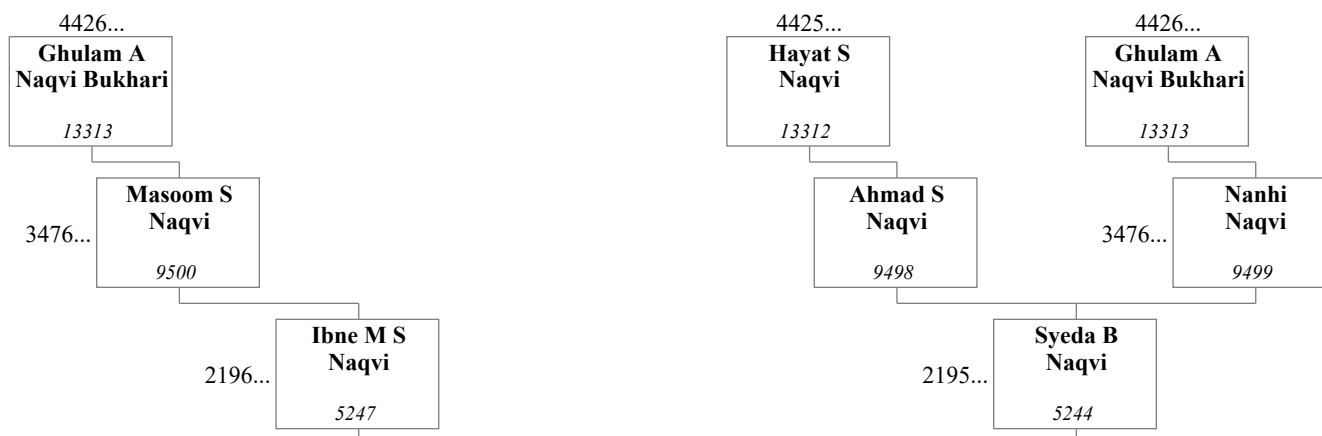 4426...
4425...
4426...
Ghulam A
Naqvi Bukhari
13313
Hayat S
Naqvi
13312
Ghulam A
Naqvi Bukhari
13313
Masoom S
Naqvi
9500
3476...
Ahmad S
Naqvi
9498
3476...
Nanhi
Naqvi
9499
Ibne M S
Naqvi
5247
2196...
Syeda B
Naqvi
5244
2195...